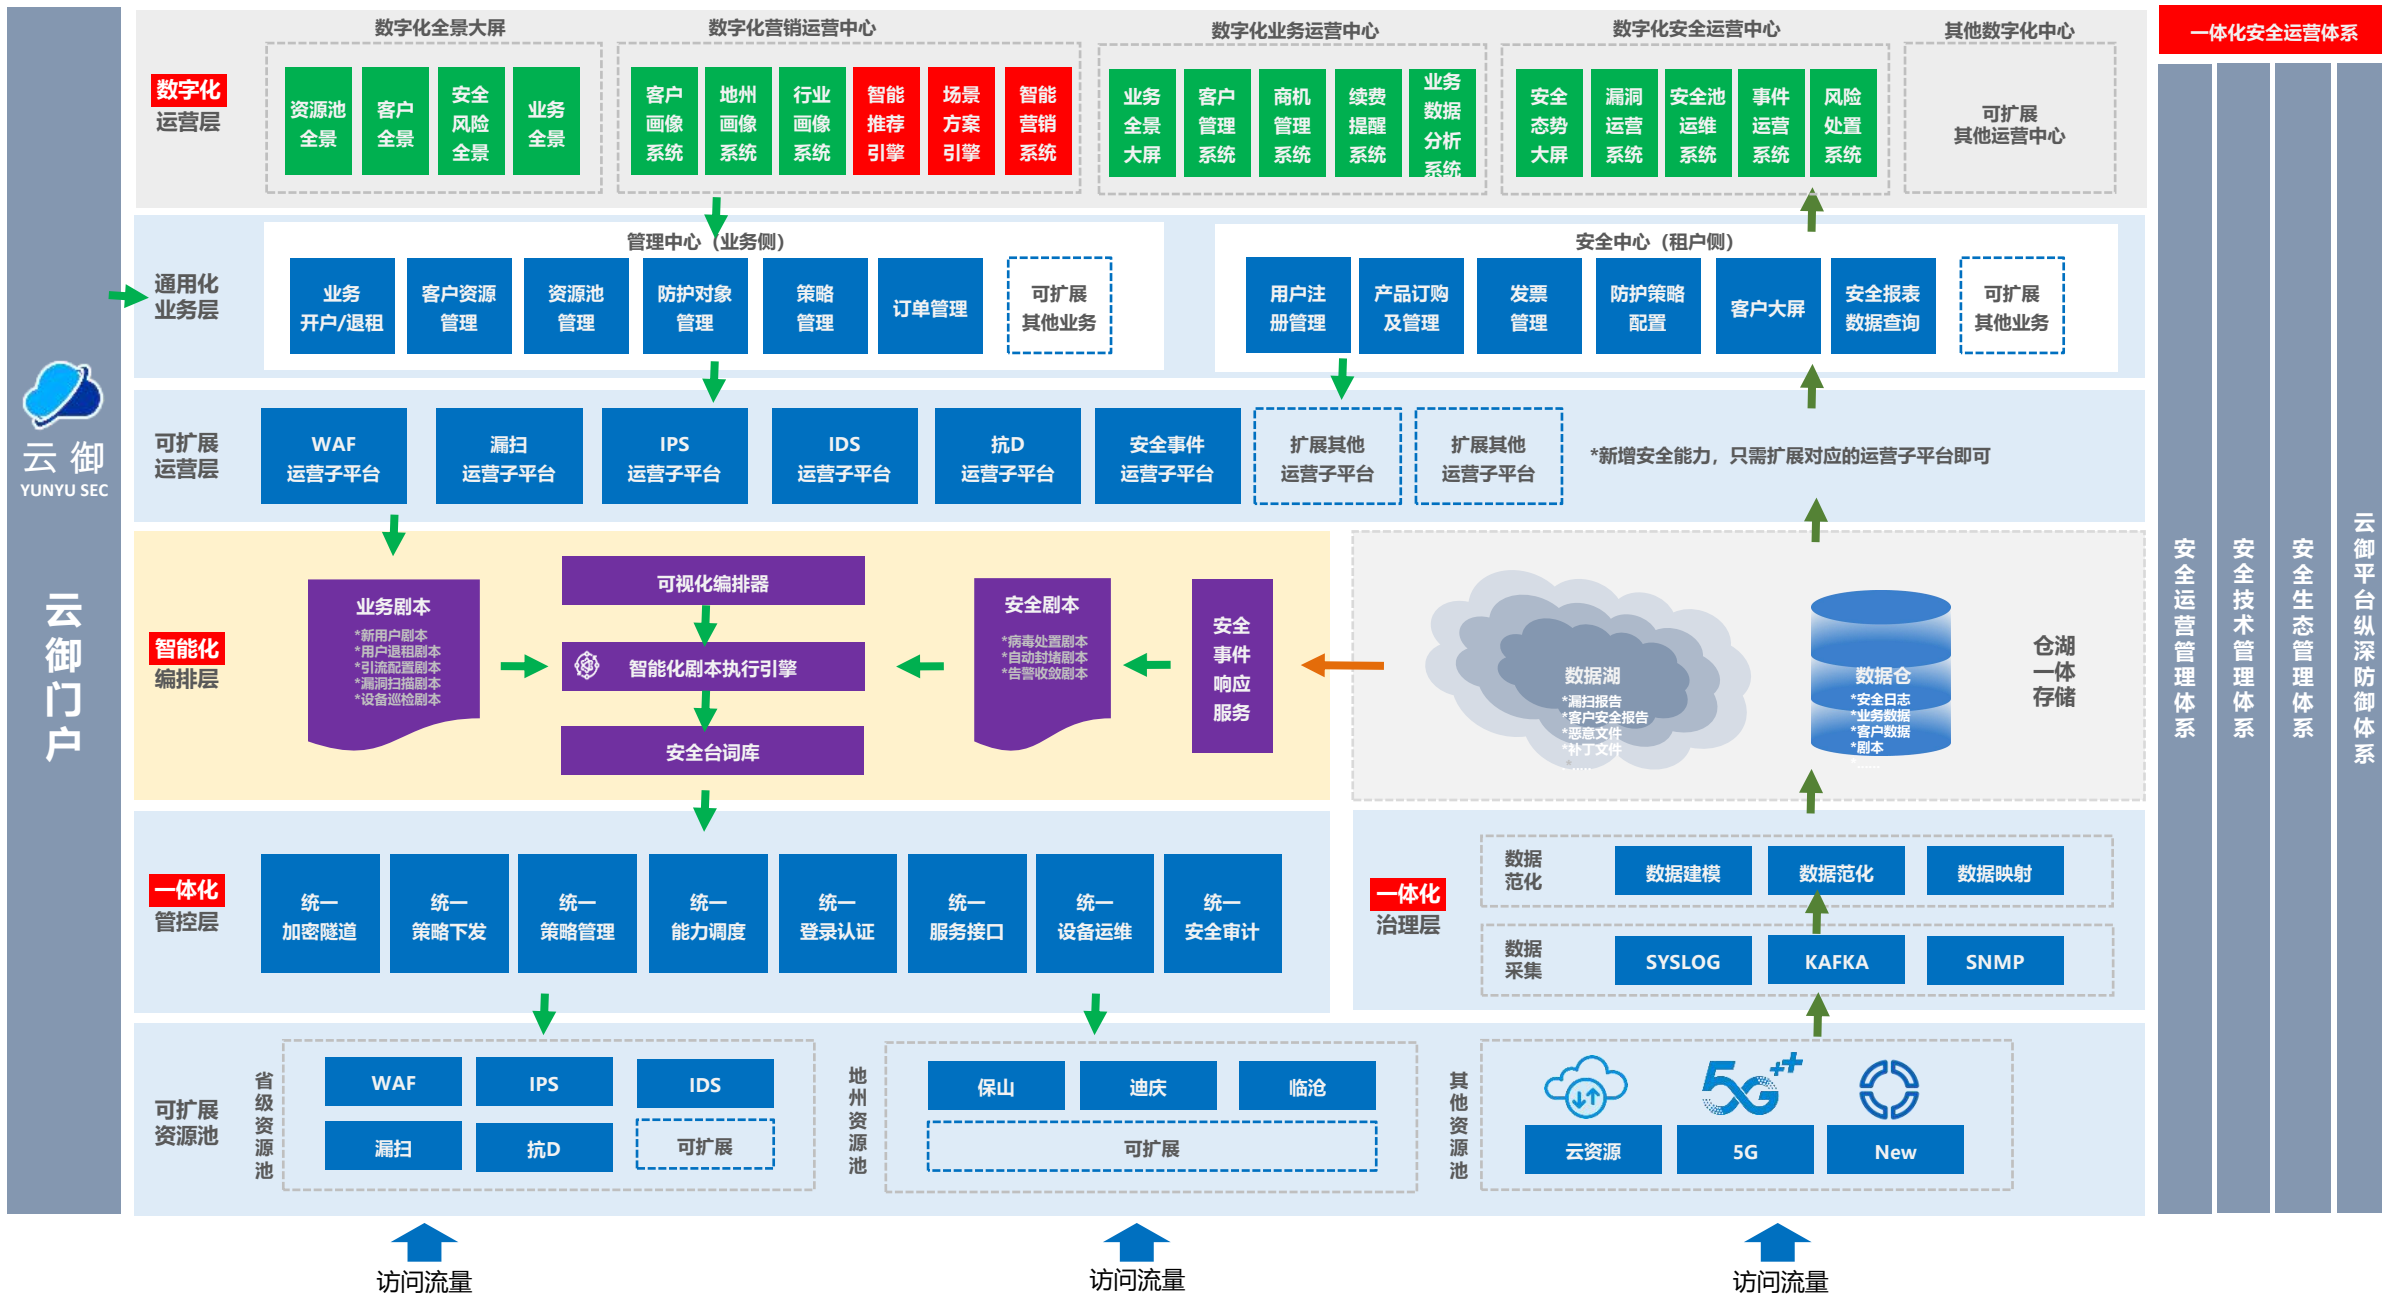 云御
YUNYU SEC
云御门户
数字化
运营层
数字化全景大屏
资源池
全景
客户
全景
安全
风险
全景
业务
全景
数字化营销运营中心
客户
画像
系统
地州
画像
系统
行业
画像
系统
智能
推荐
引擎
场景
方案
引擎
智能
营销
系统
数字化业务运营中心
业务
全景
大屏
客户
管理
系统
商机
管理
系统
续费
提醒
系统
业务
数据
分析
系统
数字化安全运营中心
安全
态势
大屏
漏洞
运营
系统
安全池
运维
系统
事件
运营
系统
风险
处置
系统
其他数字化中心
可扩展
其他运营中心
通用化
业务层
管理中心（业务侧）
业务
开户/退租
客户资源
管理
资源池
管理
防护对象
管理
策略
管理
订单管理
可扩展
其他业务
安全中心（租户侧）
用户注
册管理
产品订购
及管理
发票
管理
防护策略
配置
客户大屏
安全报表
数据查询
可扩展
其他业务
可扩展
运营层
WAF
运营子平台
漏扫
运营子平台
IPS
运营子平台
IDS
运营子平台
抗D
运营子平台
安全事件
运营子平台
扩展其他
运营子平台
扩展其他
运营子平台
*新增安全能力，只需扩展对应的运营子平台即可
智能化
编排层
业务剧本
*新用户剧本
*用户退租剧本
*引流配置剧本
*漏洞扫描剧本
*设备巡检剧本
可视化编排器
智能化剧本执行引擎
安全台词库
安全剧本
*病毒处置剧本
*自动封堵剧本
*告警收敛剧本
安全
事件
响应
服务
数据湖
*漏扫报告
*客户安全报告
*恶意文件
*补丁文件
*……
数据仓
*安全日志
*业务数据
*客户数据
*剧本
*……
仓湖
一体
存储
一体化
管控层
统一
加密隧道
统一
策略下发
统一
策略管理
统一
能力调度
统一
登录认证
统一
服务接口
统一
设备运维
统一
安全审计
一体化
治理层
数据
范化
数据建模
数据范化
数据映射
数据
采集
SYSLOG
KAFKA
SNMP
可扩展
资源池
省级资源池
WAF
IPS
IDS
漏扫
抗D
可扩展
地州资源池
保山
迪庆
临沧
可扩展
其他资源池
5G++
云资源
5G
New
访问流量
访问流量
访问流量
一体化安全运营体系
安全运营管理体系
安全技术管理体系
安全生态管理体系
云御平台纵深防御体系